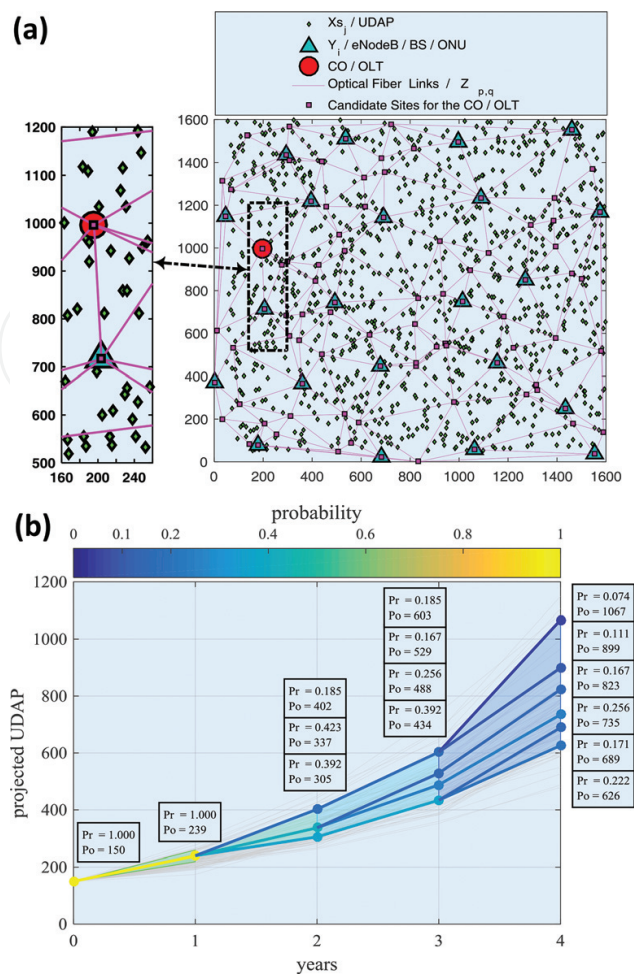 (a)
Xs j / UDAP
Y i / eNodeB / BS / ONU
CO / OLT
Optical Fiber Links / Z p,q
Candidate Sites for the CO / OLT
1200
1100
1000
900
800
700
600
500
160 200 240
1600
1400
1200
1000
800
600
400
200
0
0 200 400 600 800 1000 1200 1400 1600
(b)
probability
0 0.1 0.2 0.4 0.6 0.8 1
projected UDAP
1200
1000
800
600
400
200
0
Pr = 1.000
Po = 150
Pr = 1.000
Po = 239
Pr = 0.185
Po = 402
Pr = 0.423
Po = 337
Pr = 0.392
Po = 305
Pr = 0.185
Po = 603
Pr = 0.167
Po = 529
Pr = 0.256
Po = 488
Pr = 0.392
Po = 434
Pr = 0.074
Po = 1067
Pr = 0.111
Po = 899
Pr = 0.167
Po = 823
Pr = 0.256
Po = 735
Pr = 0.171
Po = 689
Pr = 0.222
Po = 626
0 1 2 3 4
years